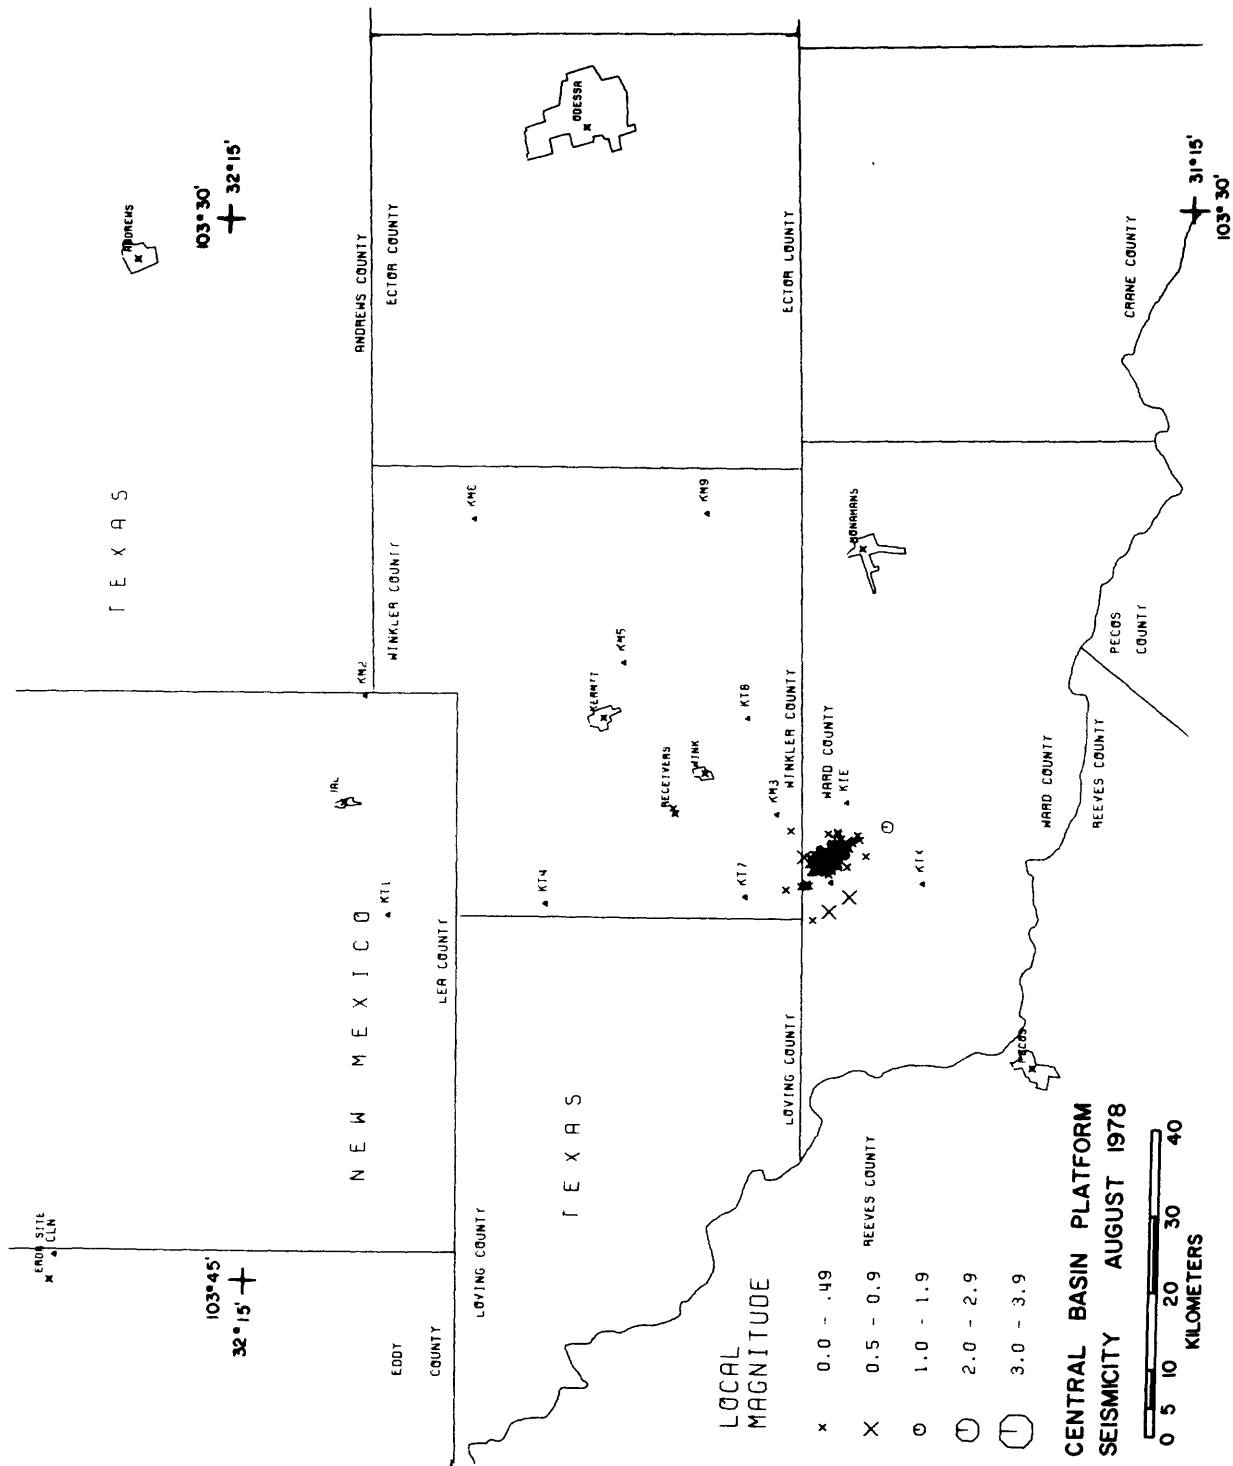 ERDA SITE
CLN
103°45'
32°15'
EDDY
COUNTY
NEW MEXICO
JAL
KT1
KM2
LEA COUNTY
LOVING COUNTY
TEXAS
ANDREWS
103°30'
32°15'
TEXAS
ANDREWS COUNTY
ECTOR COUNTY
WINKLER COUNTY
ODESSA
KM6
KT4
KERMIT
KM5
RECEIVERS
WINK
KM9
KT7
KT8
KM3
LOVING COUNTY
WINKLER COUNTY
ECTOR COUNTY
REEVES COUNTY
WARD COUNTY
KTE
MONAHANS
PECOS
WARD COUNTY
REEVES COUNTY
PECOS
COUNTY
CRANE COUNTY
31°15'
103°30'
LOCAL
MAGNITUDE
0.0 - .49
0.5 - 0.9
1.0 - 1.9
2.0 - 2.9
3.0 - 3.9
CENTRAL BASIN PLATFORM
SEISMICITY AUGUST 1978
0 5 10 20 30 40
KILOMETERS